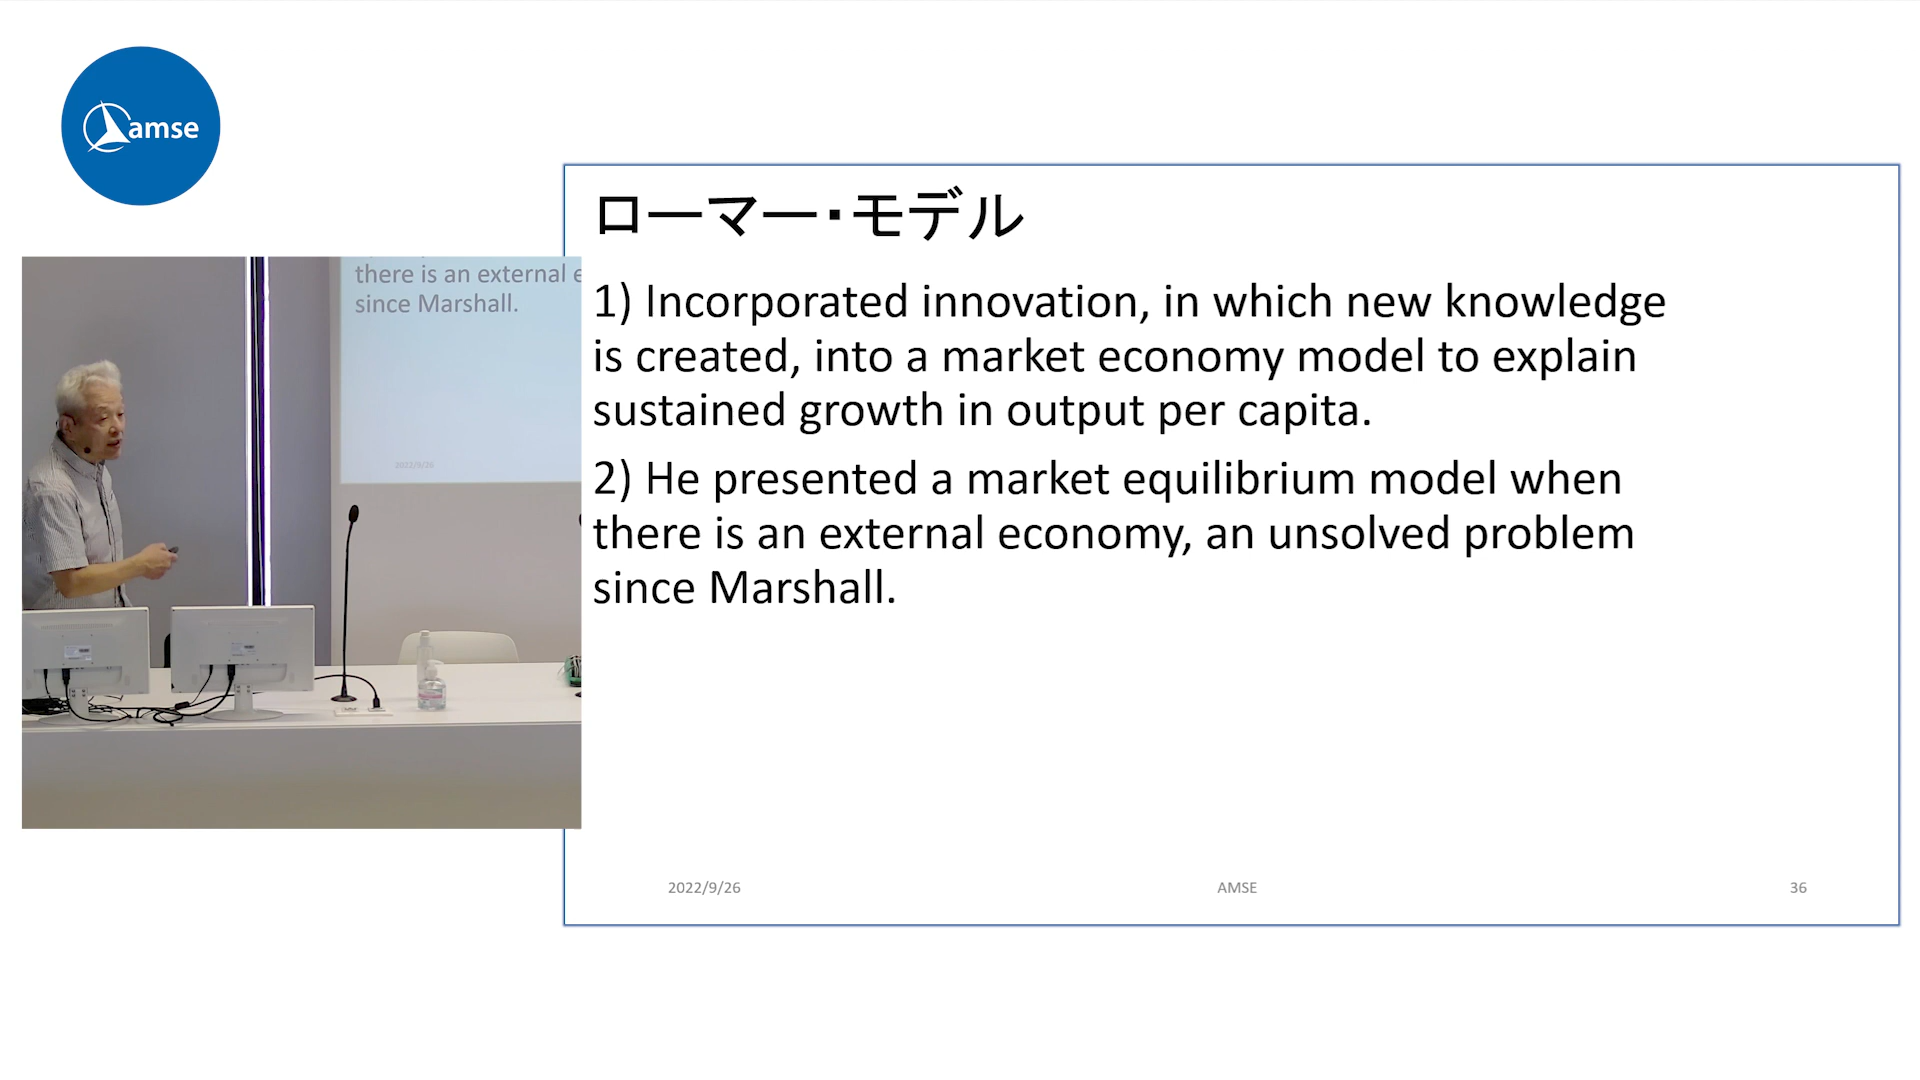 amse
ローマー・モデル
1) Incorporated innovation, in which new knowledge
is created, into a market economy model to explain
sustained growth in output per capita.
2) He presented a market equilibrium model when
there is an external economy, an unsolved problem
since Marshall.
2022/9/26
AMSE
36
there is an external e
since Marshall.
2022/9/26